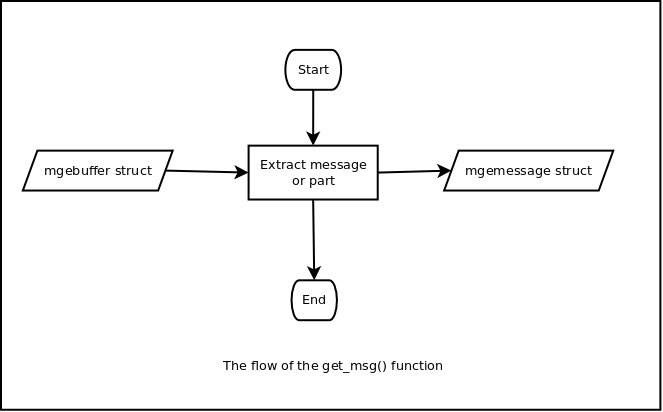 Start
mgebuffer struct
Extract message
or part
mgemessage struct
End
The flow of the get_msg() function